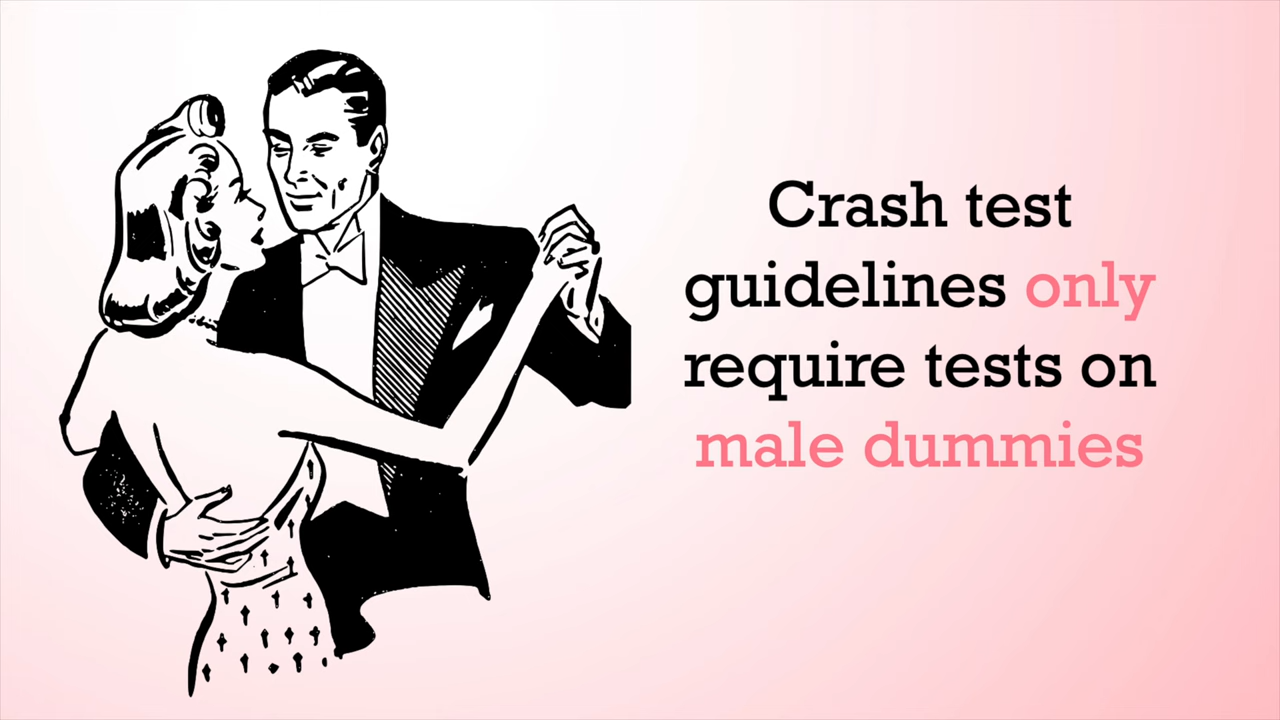 Crash test
guidelines only
require tests on
male dummies